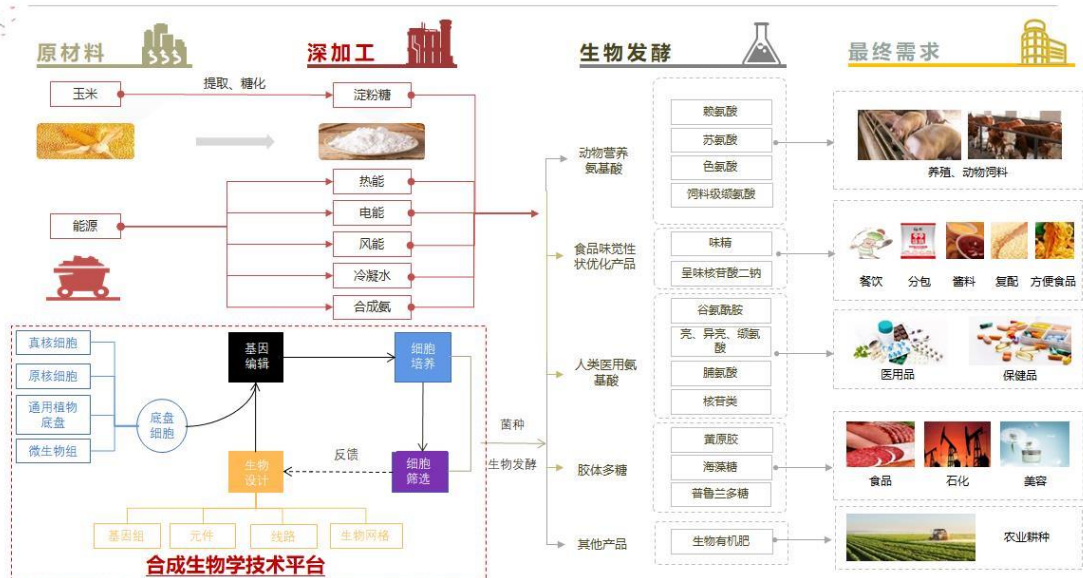 原材料
深加工
生物发酵
最终需求
玉米
提取、糖化
淀粉糖
能源
热能
电能
风能
冷凝水
合成氨
动物营养
氨基酸
赖氨酸
苏氨酸
色氨酸
饲料级缬氨酸
养殖、动物饲料
食品味觉性
状优化产品
味精
呈味核苷酸二钠
餐饮
分包
酱料
复配
方便食品
人类医用氨
基酸
谷氨酰胺
亮、异亮、缬氨
酸
脯氨酸
核苷类
医用品
保健品
胶体多糖
黄原胶
海藻糖
普鲁兰多糖
食品
石化
美容
其他产品
生物有机肥
农业耕种
真核细胞
原核细胞
通用植物
底盘
微生物组
底盘
细胞
基因
编辑
细胞
培养
生物
设计
反馈
细胞
筛选
菌种
生物发酵
基因组
元件
线路
生物网格
合成生物学技术平台